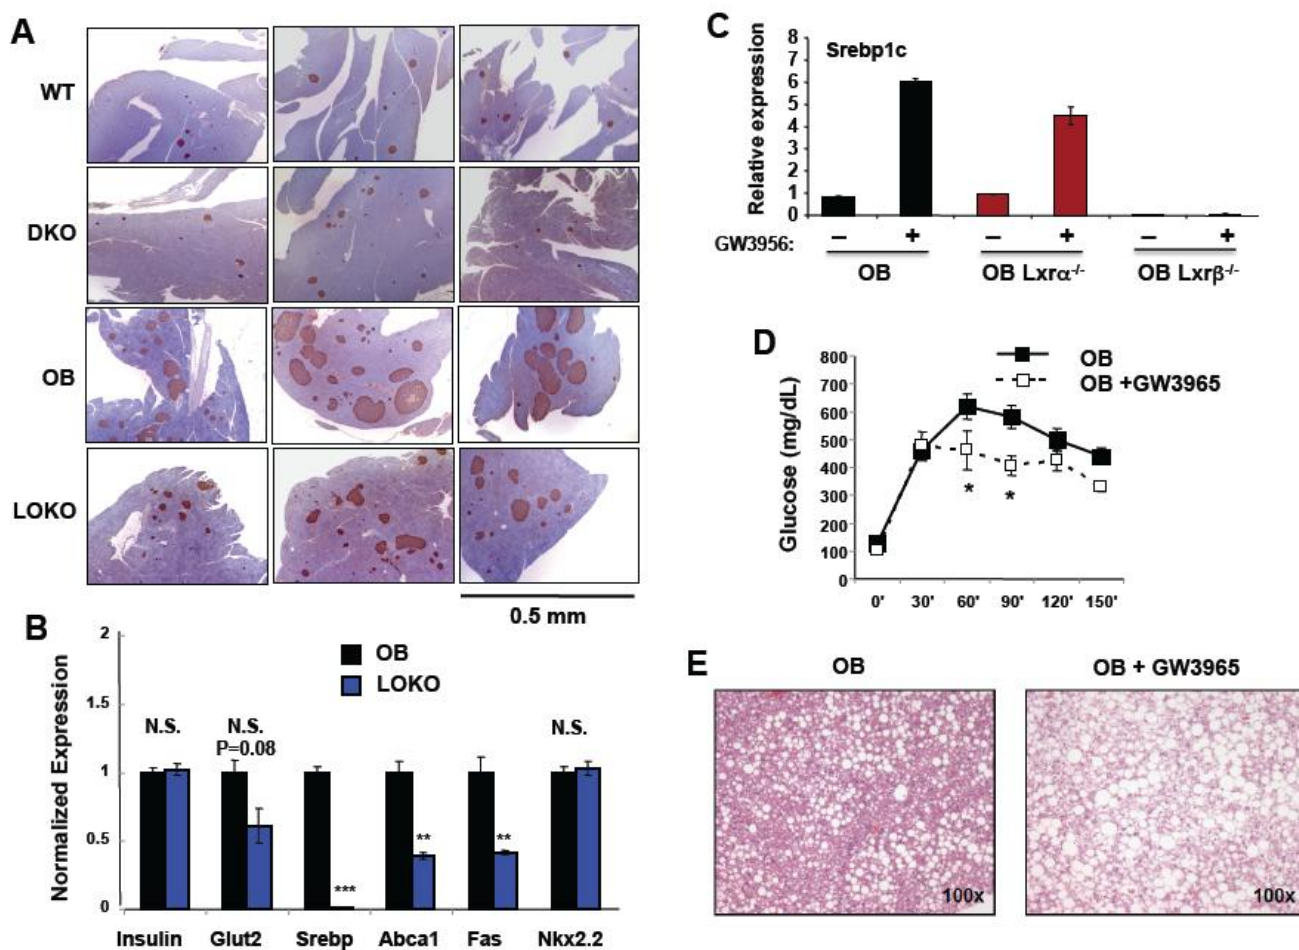 A
WT
DKO
OB
LOKO
0.5 mm
B
Normalized Expression
2
1.5
1
0.5
0
OB
LOKO
N.S.
N.S.
P=0.08
***
**
**
N.S.
Insulin
Glut2
Srebp
Abca1
Fas
Nkx2.2
C
Srebp1c
Relative expression
8
7
6
5
4
3
2
1
0
GW3956:
– + – + – +
OB
OB Lxrα-/-
OB Lxrβ-/-
D
Glucose (mg/dL)
800
700
600
500
400
300
200
100
0
OB
OB +GW3965
*
*
0' 30' 60' 90' 120' 150'
E
OB
OB + GW3965
100x
100x